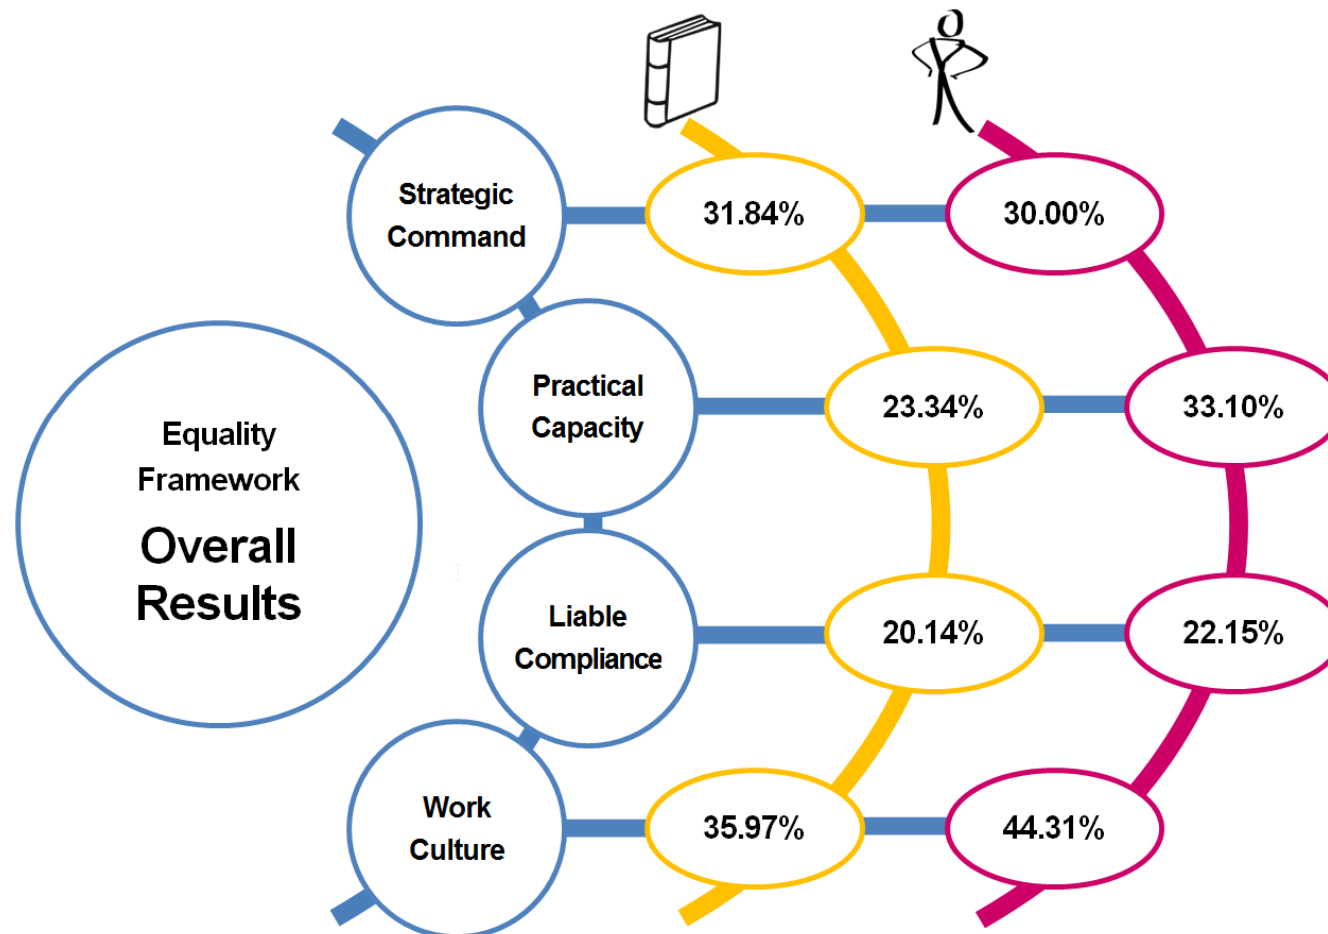 Equality
Framework
Overall
Results
Strategic
Command
31.84%
30.00%
Practical
Capacity
23.34%
33.10%
Liable
Compliance
20.14%
22.15%
Work
Culture
35.97%
44.31%